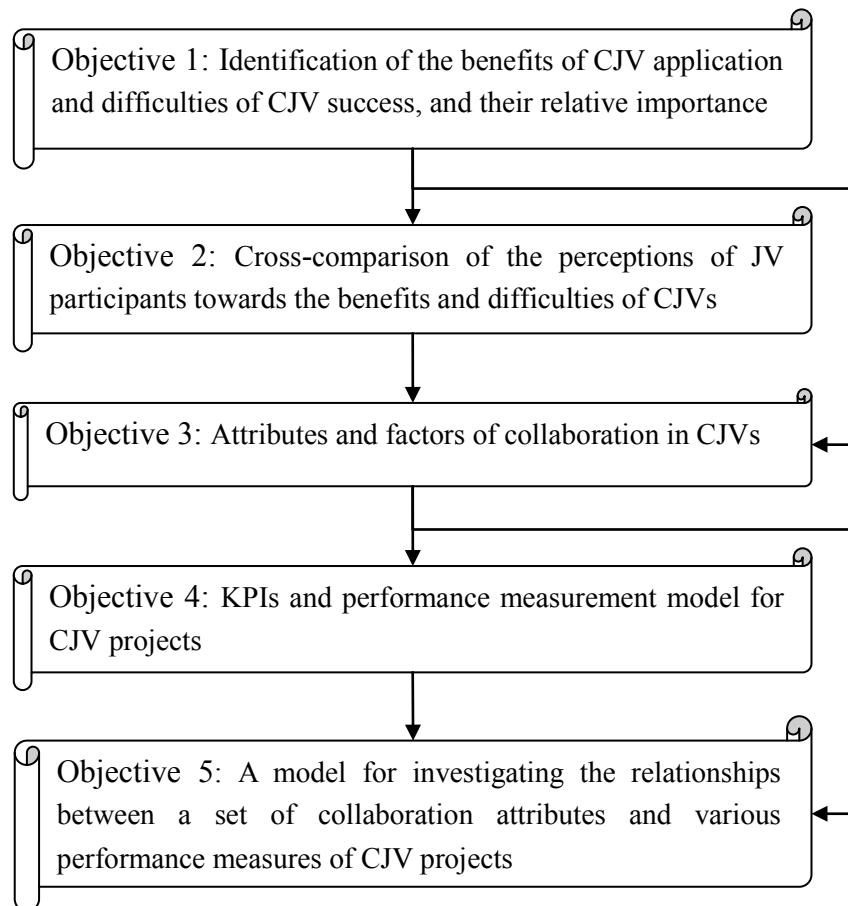 Objective 1: Identification of the benefits of CJV application
and difficulties of CJV success, and their relative importance
Objective 2: Cross-comparison of the perceptions of JV
participants towards the benefits and difficulties of CJVs
Objective 3: Attributes and factors of collaboration in CJVs
Objective 4: KPIs and performance measurement model for
CJV projects
Objective 5: A model for investigating the relationships
between a set of collaboration attributes and various
performance measures of CJV projects